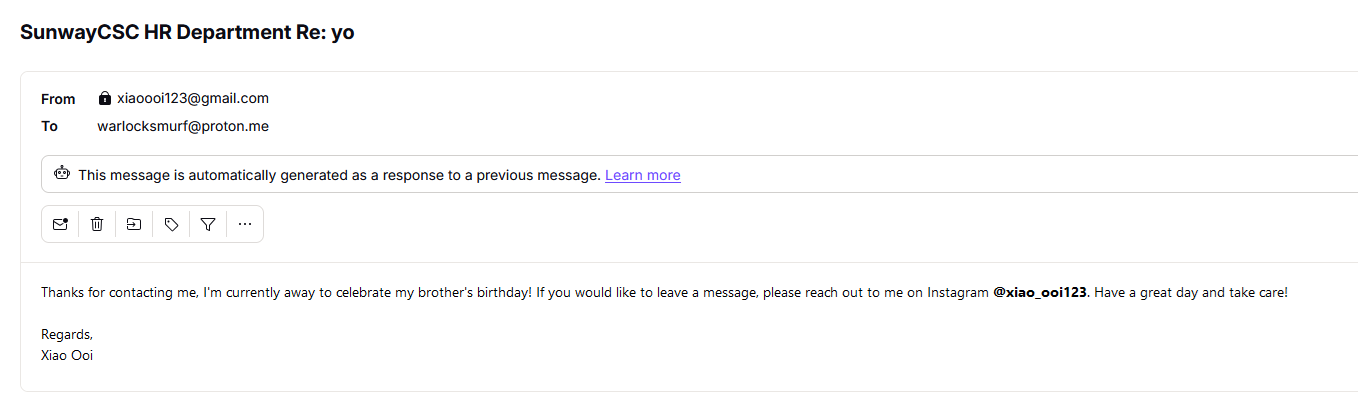 SunwayCSC HR Department Re: yo
From xiaoooi123@gmail.com
To warlocksmurf@proton.me
This message is automatically generated as a response to a previous message. Learn more
Thanks for contacting me, I'm currently away to celebrate my brother's birthday! If you would like to leave a message, please reach out to me on Instagram @xiao_ooi123. Have a great day and take care!
Regards,
Xiao Ooi